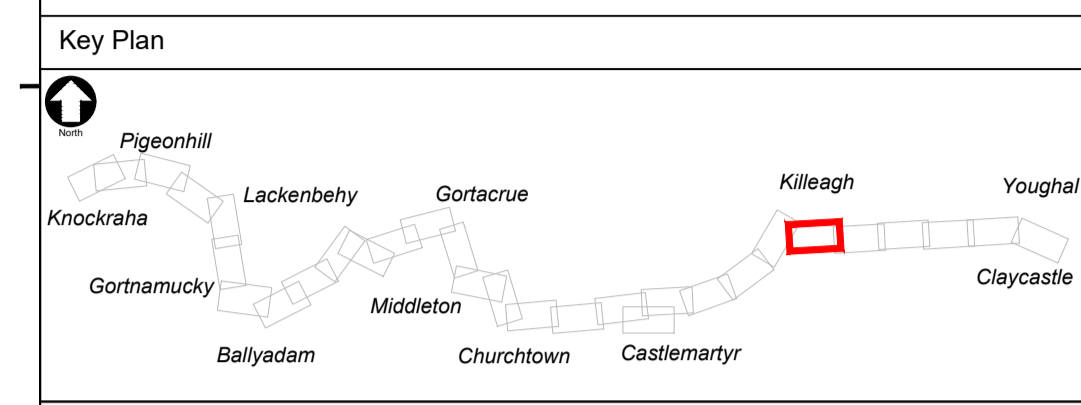 Key Plan
North
Pigeonhill
Knockraha
Lackenbehy
Gortnamucky
Ballyadam
Gortacrue
Middleton
Churchtown
Castlemartyr
Killeagh
Youghal
Claycastle